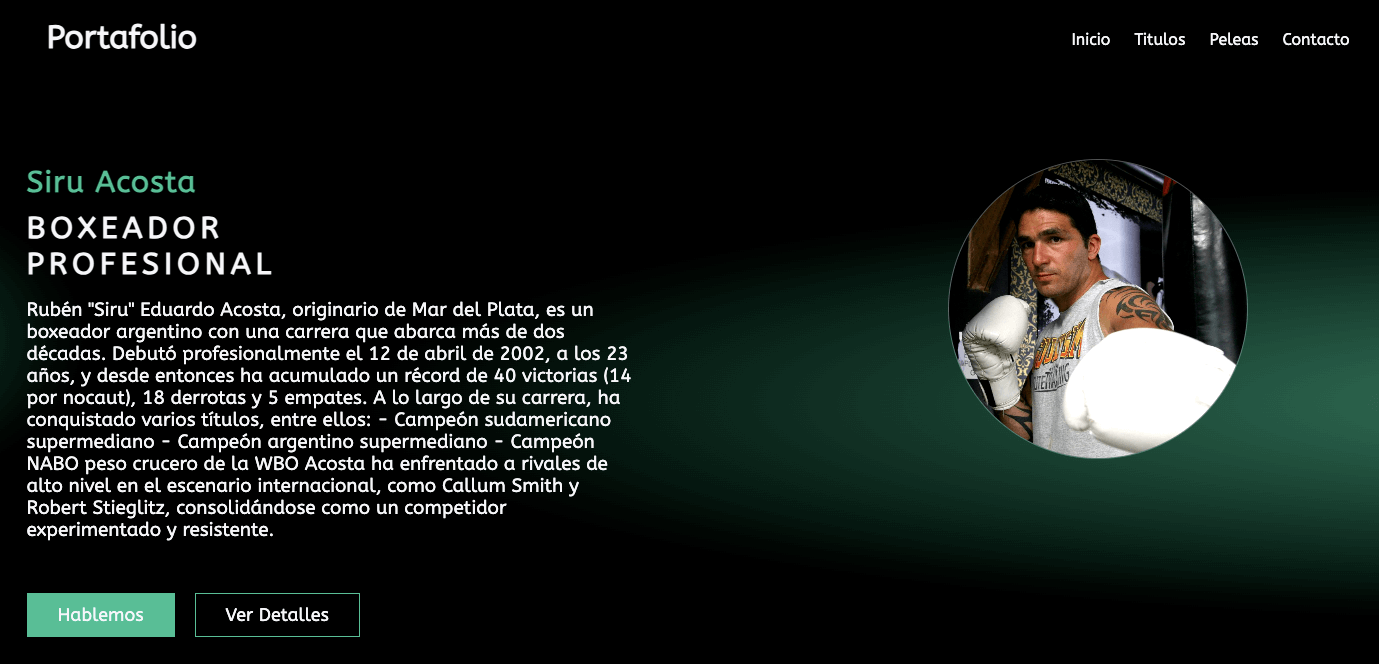 Portafolio
Inicio Titulos Peleas Contacto
Siru Acosta
BOXEADOR
PROFESIONAL
Rubén "Siru" Eduardo Acosta, originario de Mar del Plata, es un
boxeador argentino con una carrera que abarca más de dos
décadas. Debutó profesionalmente el 12 de abril de 2002, a los 23
años, y desde entonces ha acumulado un récord de 40 victorias (14
por nocaut), 18 derrotas y 5 empates. A lo largo de su carrera, ha
conquistado varios títulos, entre ellos: - Campeón sudamericano
supermediano - Campeón argentino supermediano - Campeón
NABO peso crucero de la WBO Acosta ha enfrentado a rivales de
alto nivel en el escenario internacional, como Callum Smith y
Robert Stieglitz, consolidándose como un competidor
experimentado y resistente.
Hablemos Ver Detalles